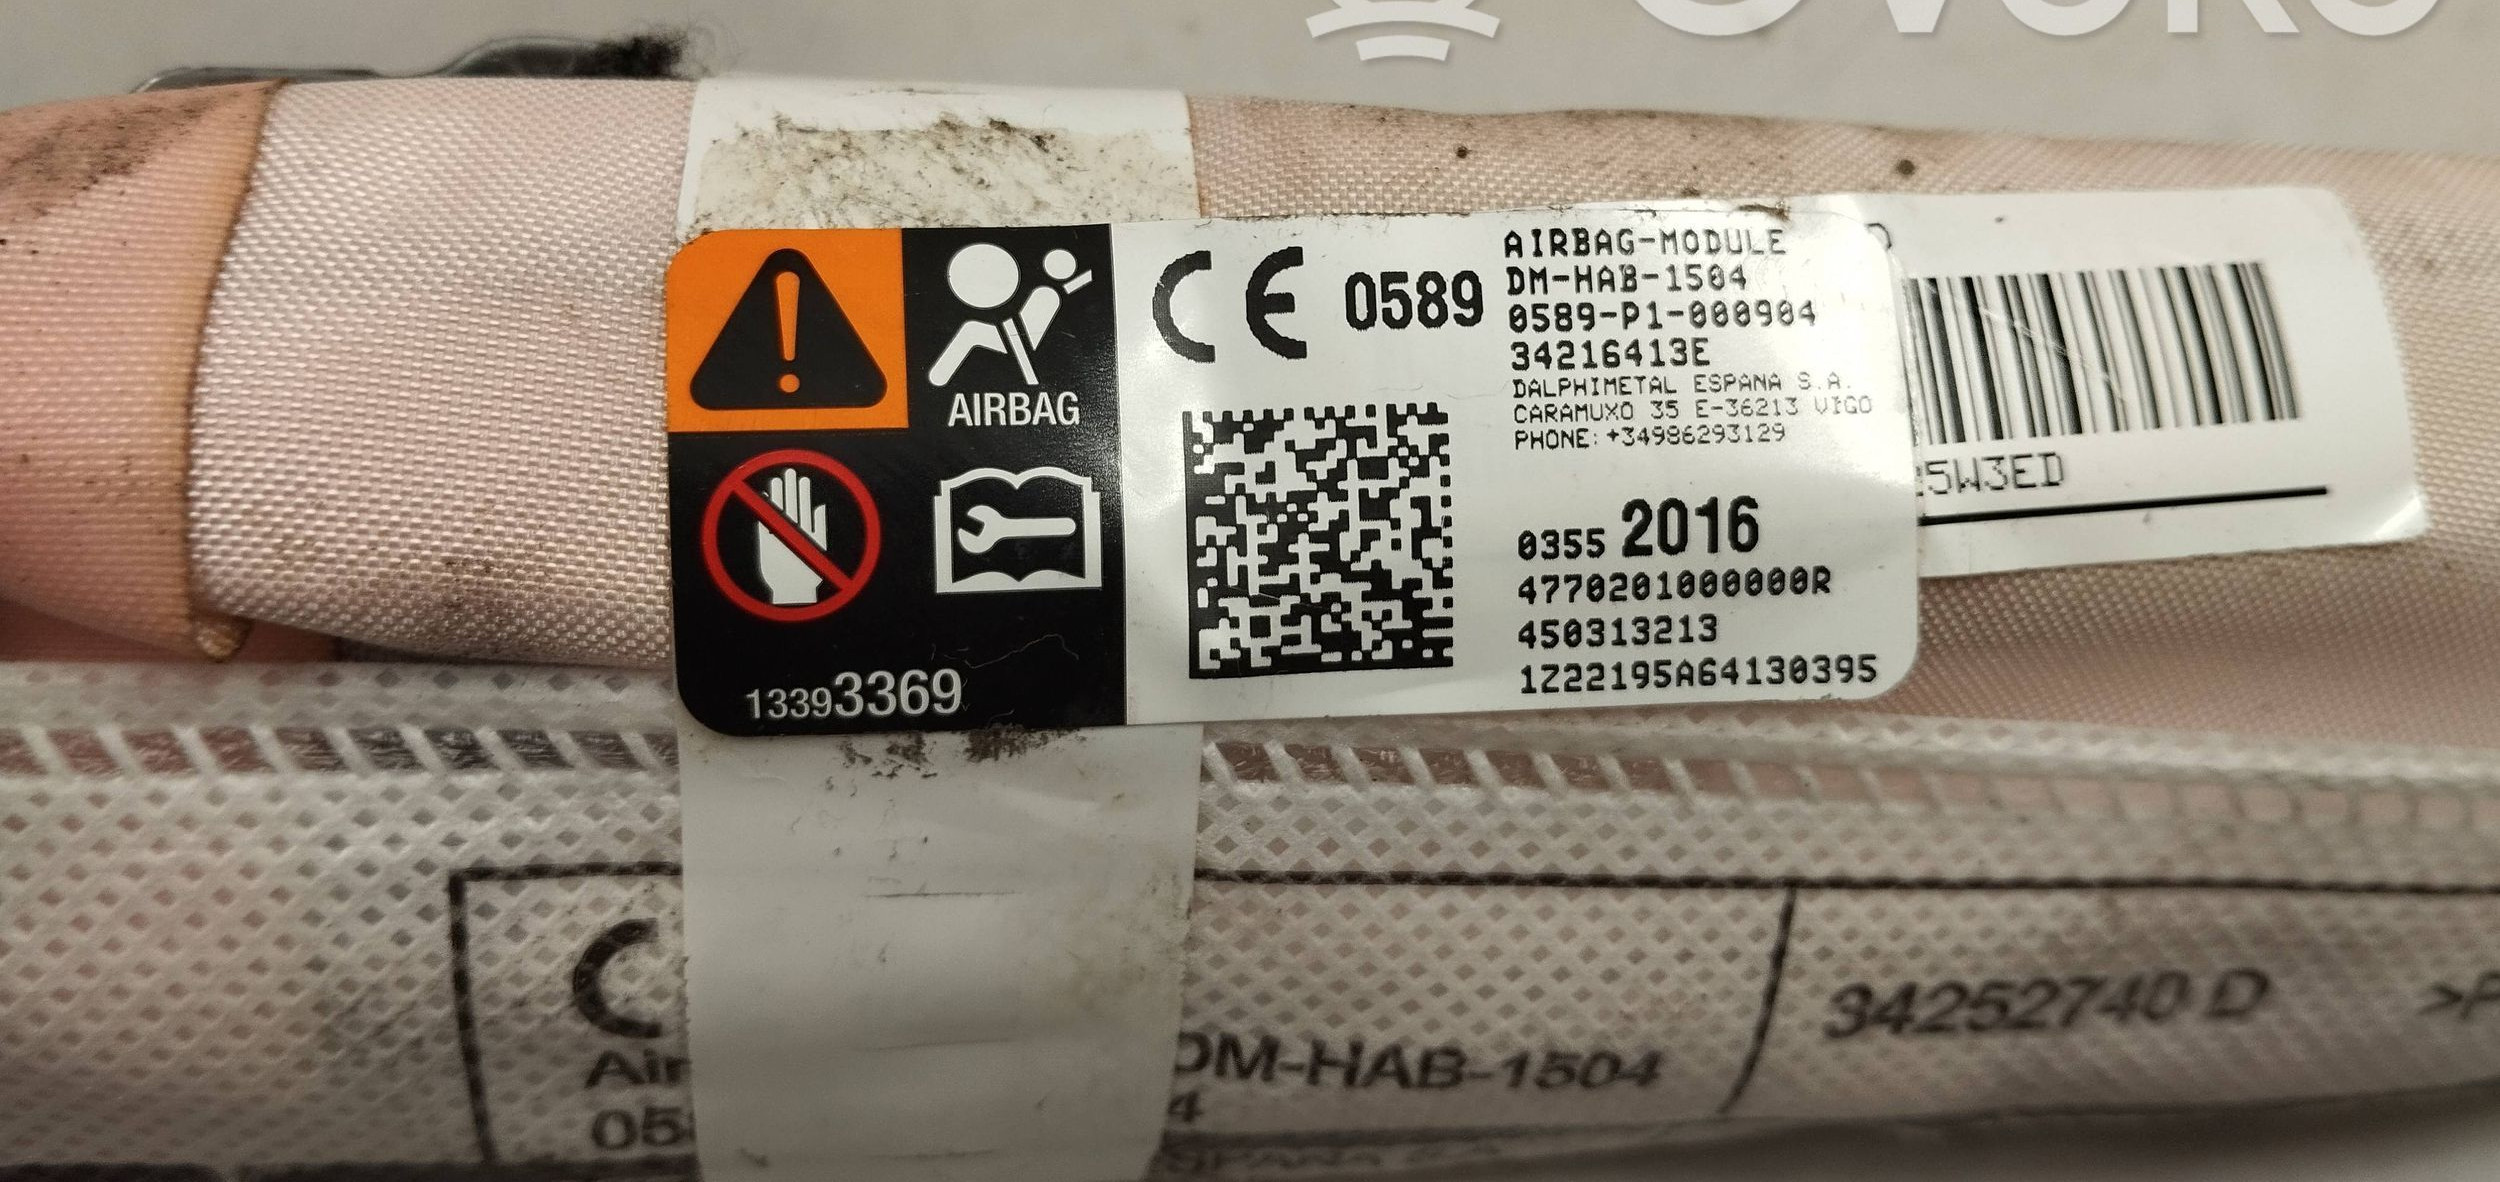 AIRBAG
13393369
CE 0589
AIRBAG-MODULE
DM-HAB-1504
0589-P1-000904
34216413E
DALPHIMETAL ESPANA S.A.
CARAMUXO 35 E-36213 VIGO
PHONE:+34986293129
0355 2016
4770201000000R
450313213
1Z22195A64130395
5W3ED
DM-HAB-1504
34252740 D